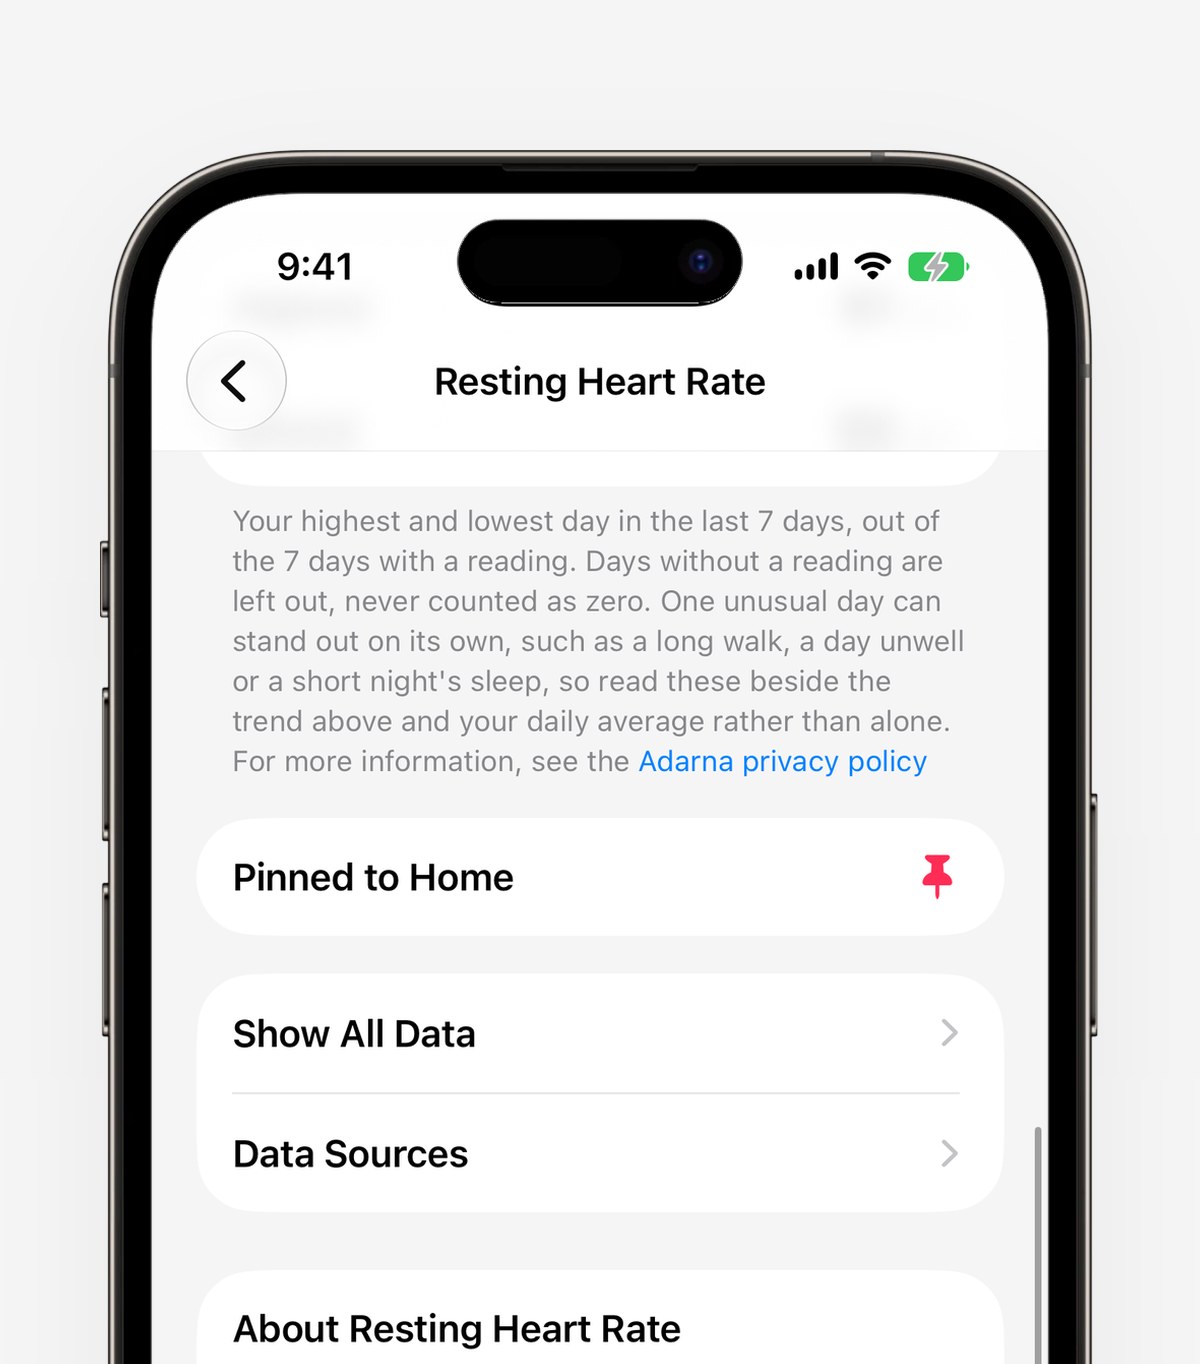 9:41
Resting Heart Rate
Your highest and lowest day in the last 7 days, out of
the 7 days with a reading. Days without a reading are
left out, never counted as zero. One unusual day can
stand out on its own, such as a long walk, a day unwell
or a short night's sleep, so read these beside the
trend above and your daily average rather than alone.
For more information, see the Adarna privacy policy
Pinned to Home
Show All Data
Data Sources
About Resting Heart Rate